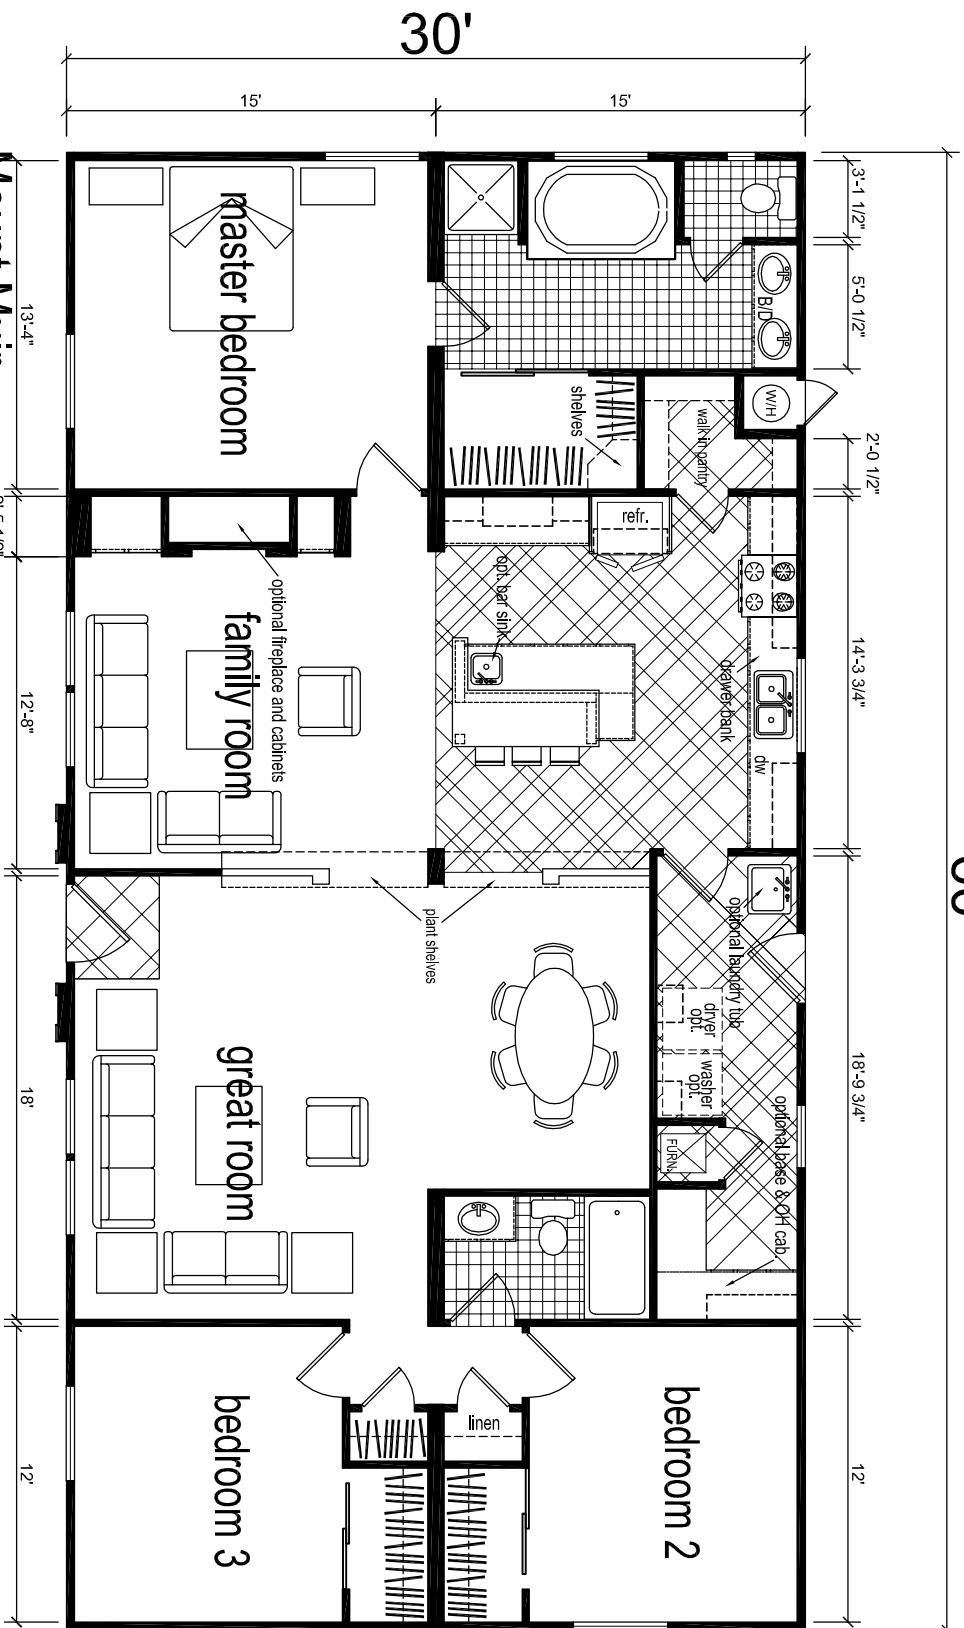 30'
15'
15'
3'-1 1/2"
5'-0 1/2"
2'-0 1/2"
14'-3 3/4"
18'-9 3/4"
12'
13'-4"
12'-8"
18'
12'
master bedroom
B/D
W/H
shelves
walk in pantry
refr.
opt. bar sink
optional fireplace and cabinets
family room
drawer bank
dw
plant shelves
optional laundry tub
dryer
opt.
washer
opt.
great room
FURN.
optional base & OH cab.
linen
bedroom 3
bedroom 2